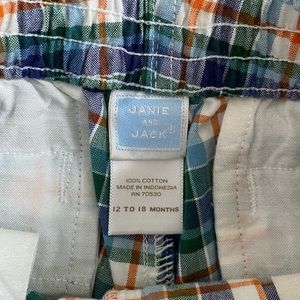 JANIE
AND
JACK
100% COTTON
MADE IN INDONESIA
RN 70530
12 TO 18 MONTHS